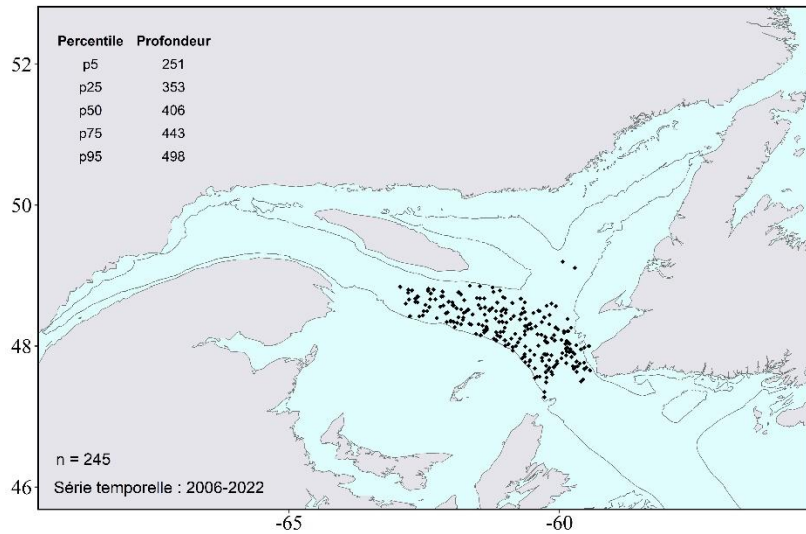 Percentile Profondeur
52
p5 251
p25 353
p50 406
p75 443
p95 498
50
48
n = 245
46
Série temporelle : 2006-2022
-65 -60